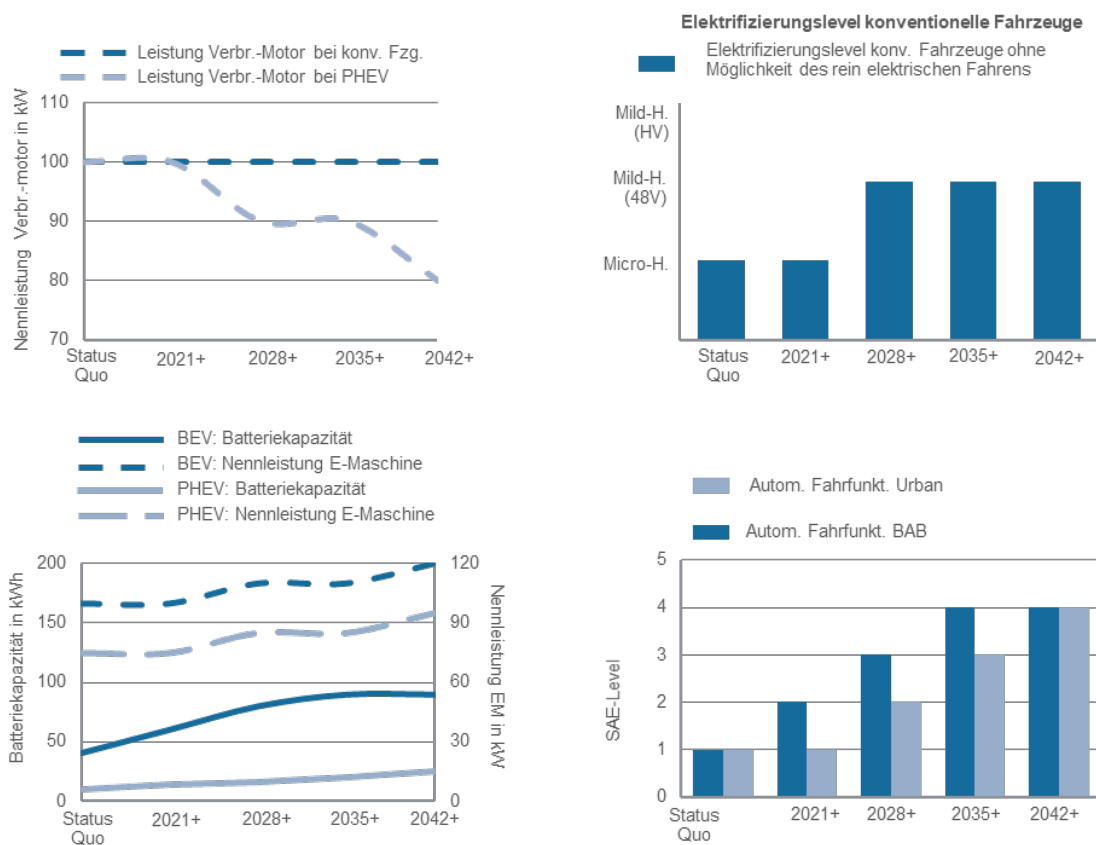 Leistung Verbr.-Motor bei konv. Fzg.
Leistung Verbr.-Motor bei PHEV
Nennleistung Verbr.-motor in kW
110
100
90
80
70
Status
Quo
2021+
2028+
2035+
2042+
Elektrifizierungslevel konventionelle Fahrzeuge
Elektrifizierungslevel konv. Fahrzeuge ohne
Möglichkeit des rein elektrischen Fahrens
Mild-H.
(HV)
Mild-H.
(48V)
Micro-H.
Status
Quo
2021+
2028+
2035+
2042+
BEV: Batteriekapazität
BEV: Nennleistung E-Maschine
PHEV: Batteriekapazität
PHEV: Nennleistung E-Maschine
Batteriekapazität in kWh
200
150
100
50
0
120
90
60
30
0
Nennleistung EM in kW
Status
Quo
2021+
2028+
2035+
2042+
Autom. Fahrfunkt. Urban
Autom. Fahrfunkt. BAB
SAE-Level
5
4
3
2
1
0
Status
Quo
2021+
2028+
2035+
2042+